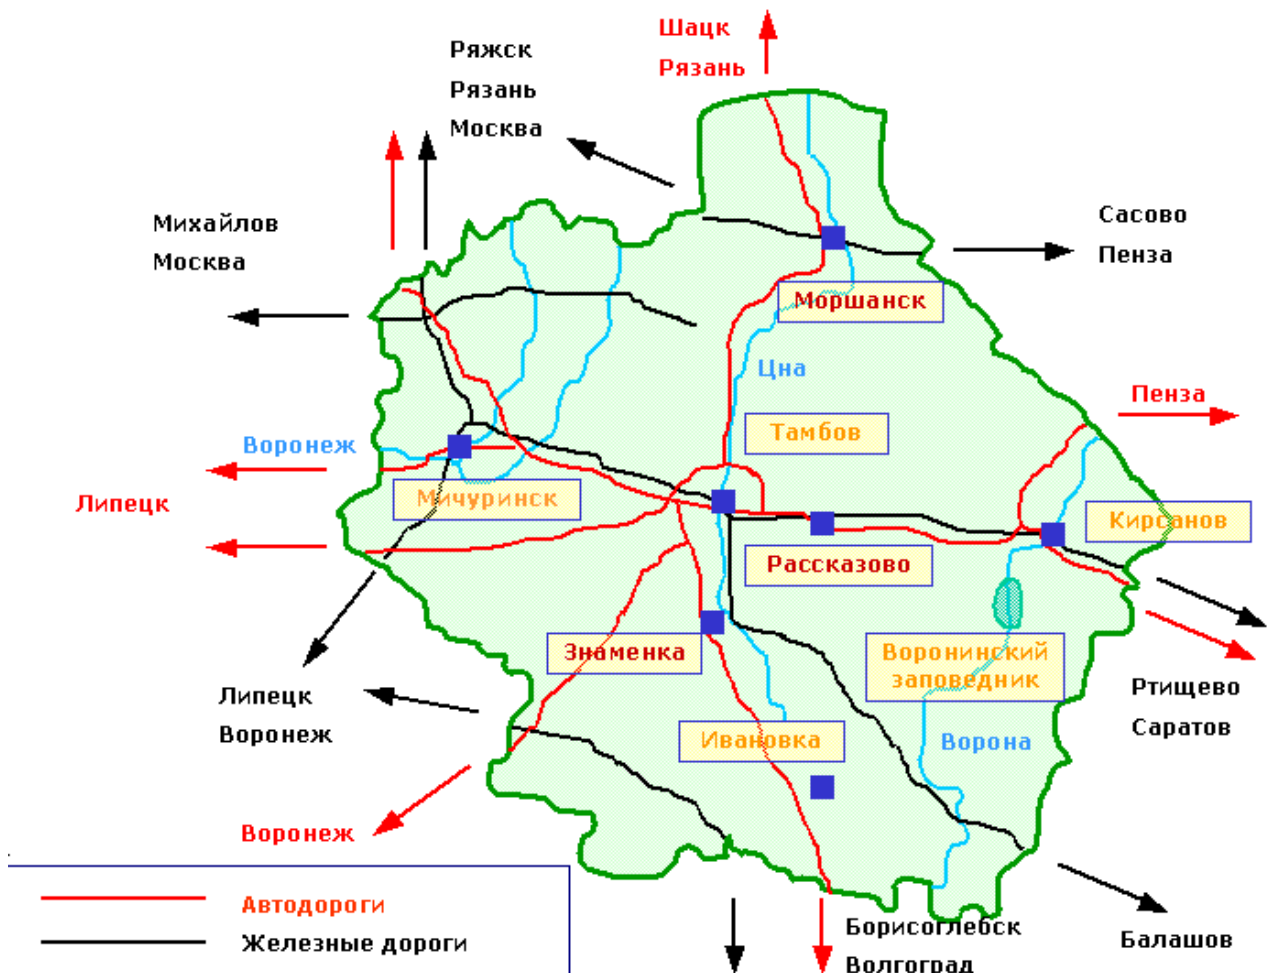 Шацк
Рязань
Ряжск
Рязань
Москва
Михайлов
Москва
Сасово
Пенза
Моршанск
Цна
Пенза
Тамбов
Воронеж
Липецк
Мичуринск
Кирсанов
Рассказово
Знаменка
Воронинский
заповедник
Липецк
Воронеж
Ртищево
Саратов
Ивановка
Ворона
Воронеж
Автодороги
Железные дороги
Борисоглебск
Волгоград
Балашов